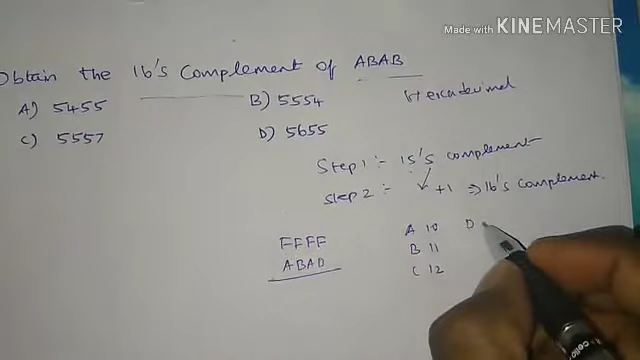 Made with KINEMASTER
Obtain the 16's Complement of ABAB
A) 5455 B) 5554 Hexadecimal
C) 5557 D) 5655
Step 1 :- 15's complement
Step 2 :- +1 ⇒ 16's Complement.
FFFF A 10 D
ABAD B 11
C 12